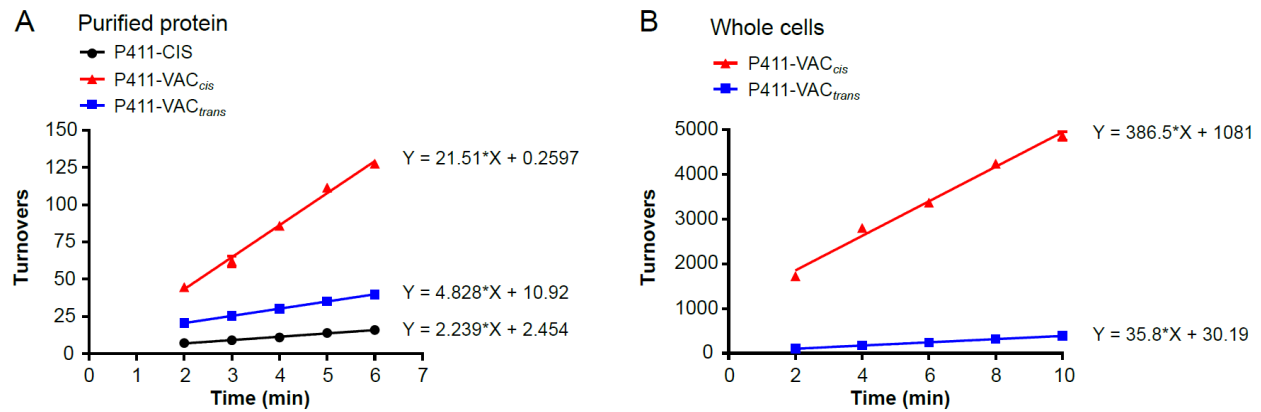 A
Purified protein
P411-CIS
P411-VACcis
P411-VACtrans
150
125
100
75
50
25
0
Turnovers
0 1 2 3 4 5 6 7
Time (min)
Y = 21.51*X + 0.2597
Y = 4.828*X + 10.92
Y = 2.239*X + 2.454
B
Whole cells
P411-VACcis
P411-VACtrans
5000
4000
3000
2000
1000
0
Turnovers
0 2 4 6 8 10
Time (min)
Y = 386.5*X + 1081
Y = 35.8*X + 30.19